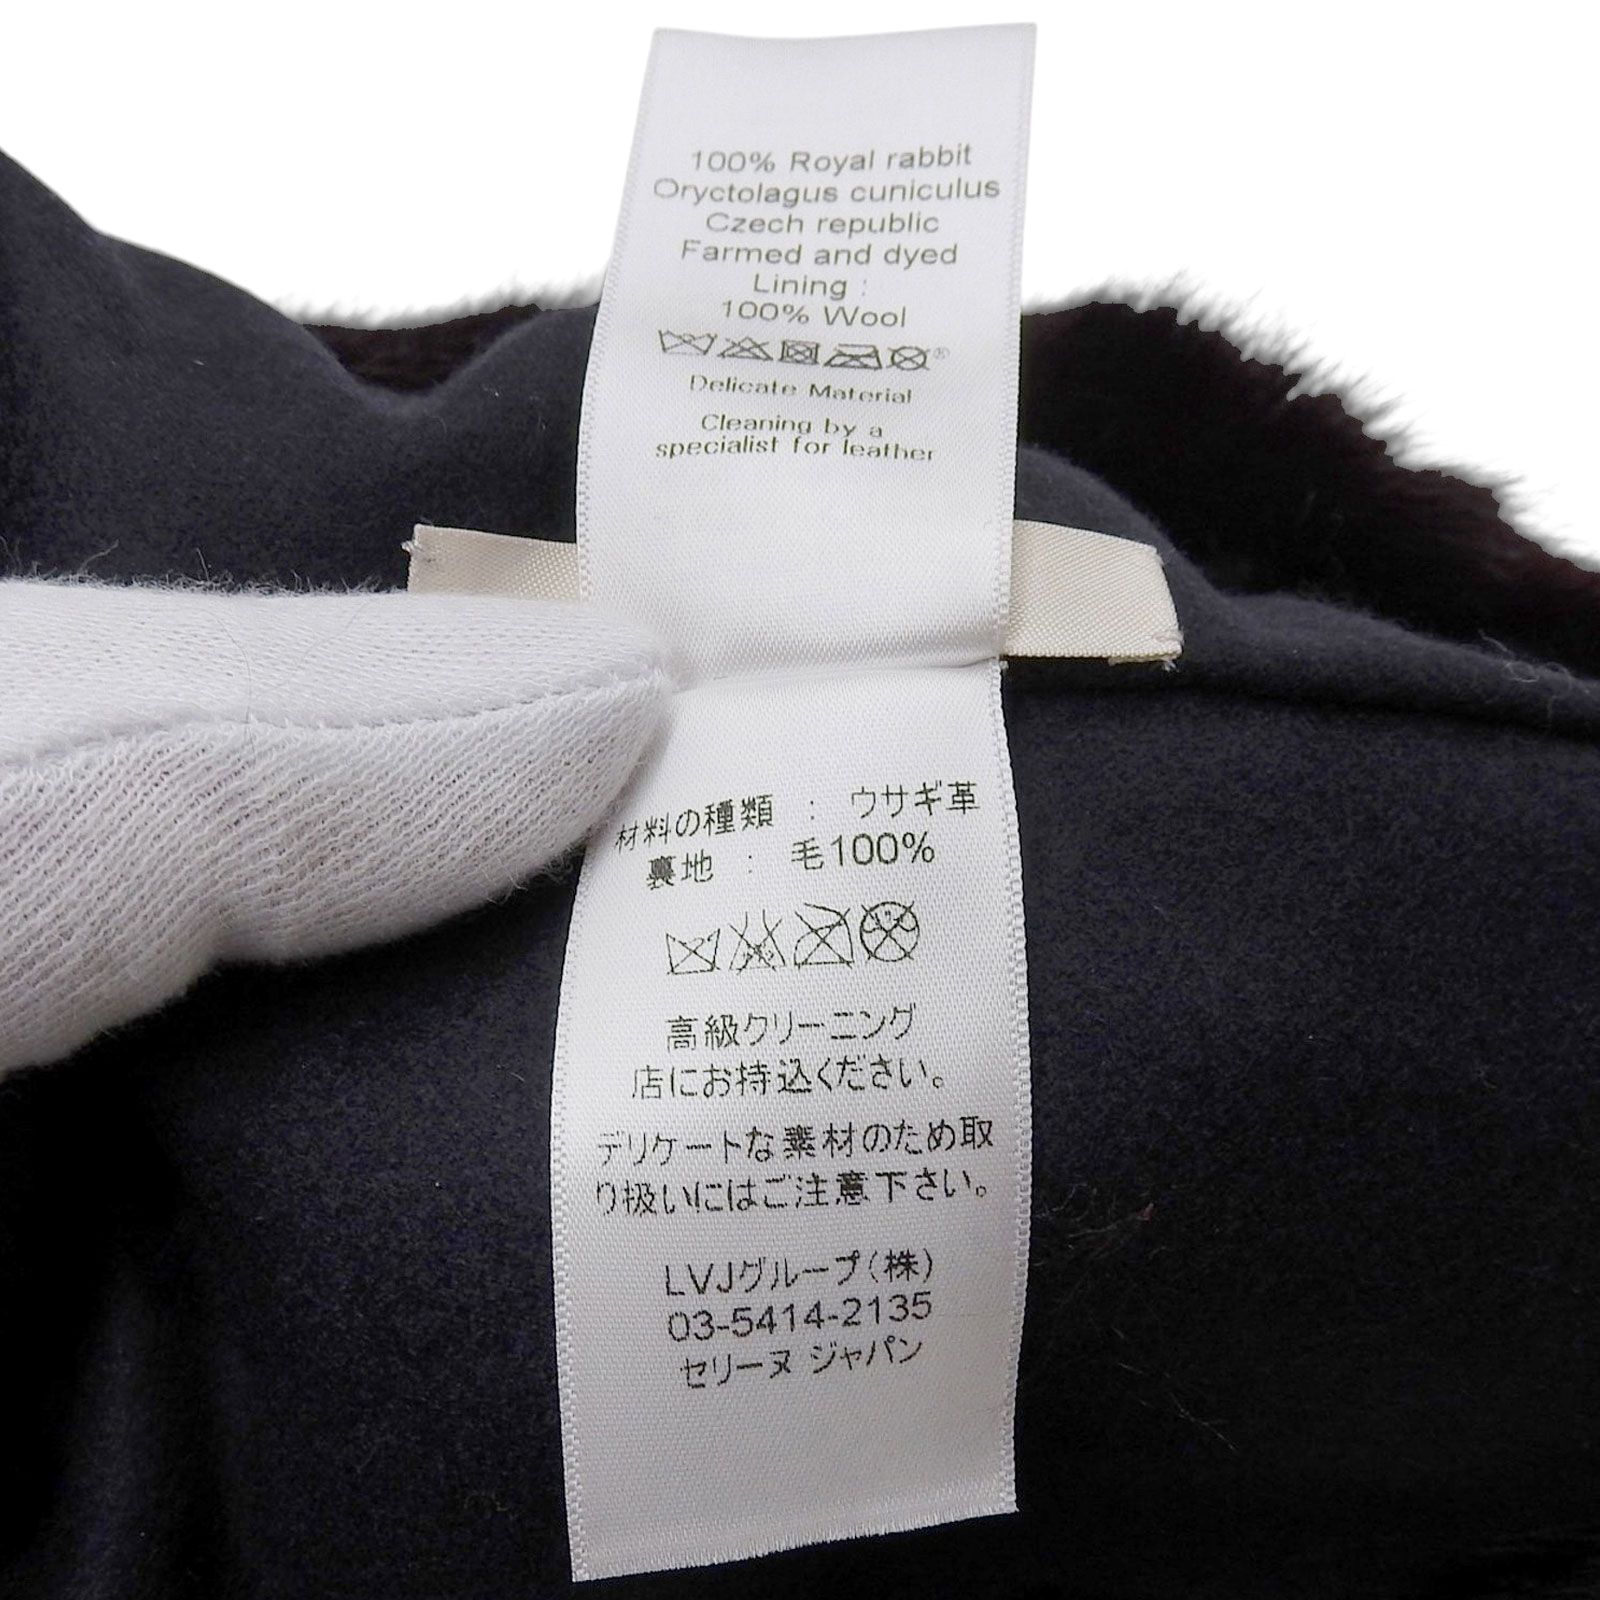 100% Royal rabbit
Oryctolagus cuniculus
Czech republic
Farmed and dyed
Lining :
100% Wool
Delicate Material
Cleaning by a
specialist for leather
材料の種類 : ウサギ革
裏地 : 毛100%
高級クリーニング
店にお持込ください。
デリケートな素材のため取
り扱いにはご注意下さい。
LVJグループ(株)
03-5414-2135
セリーヌ ジャパン